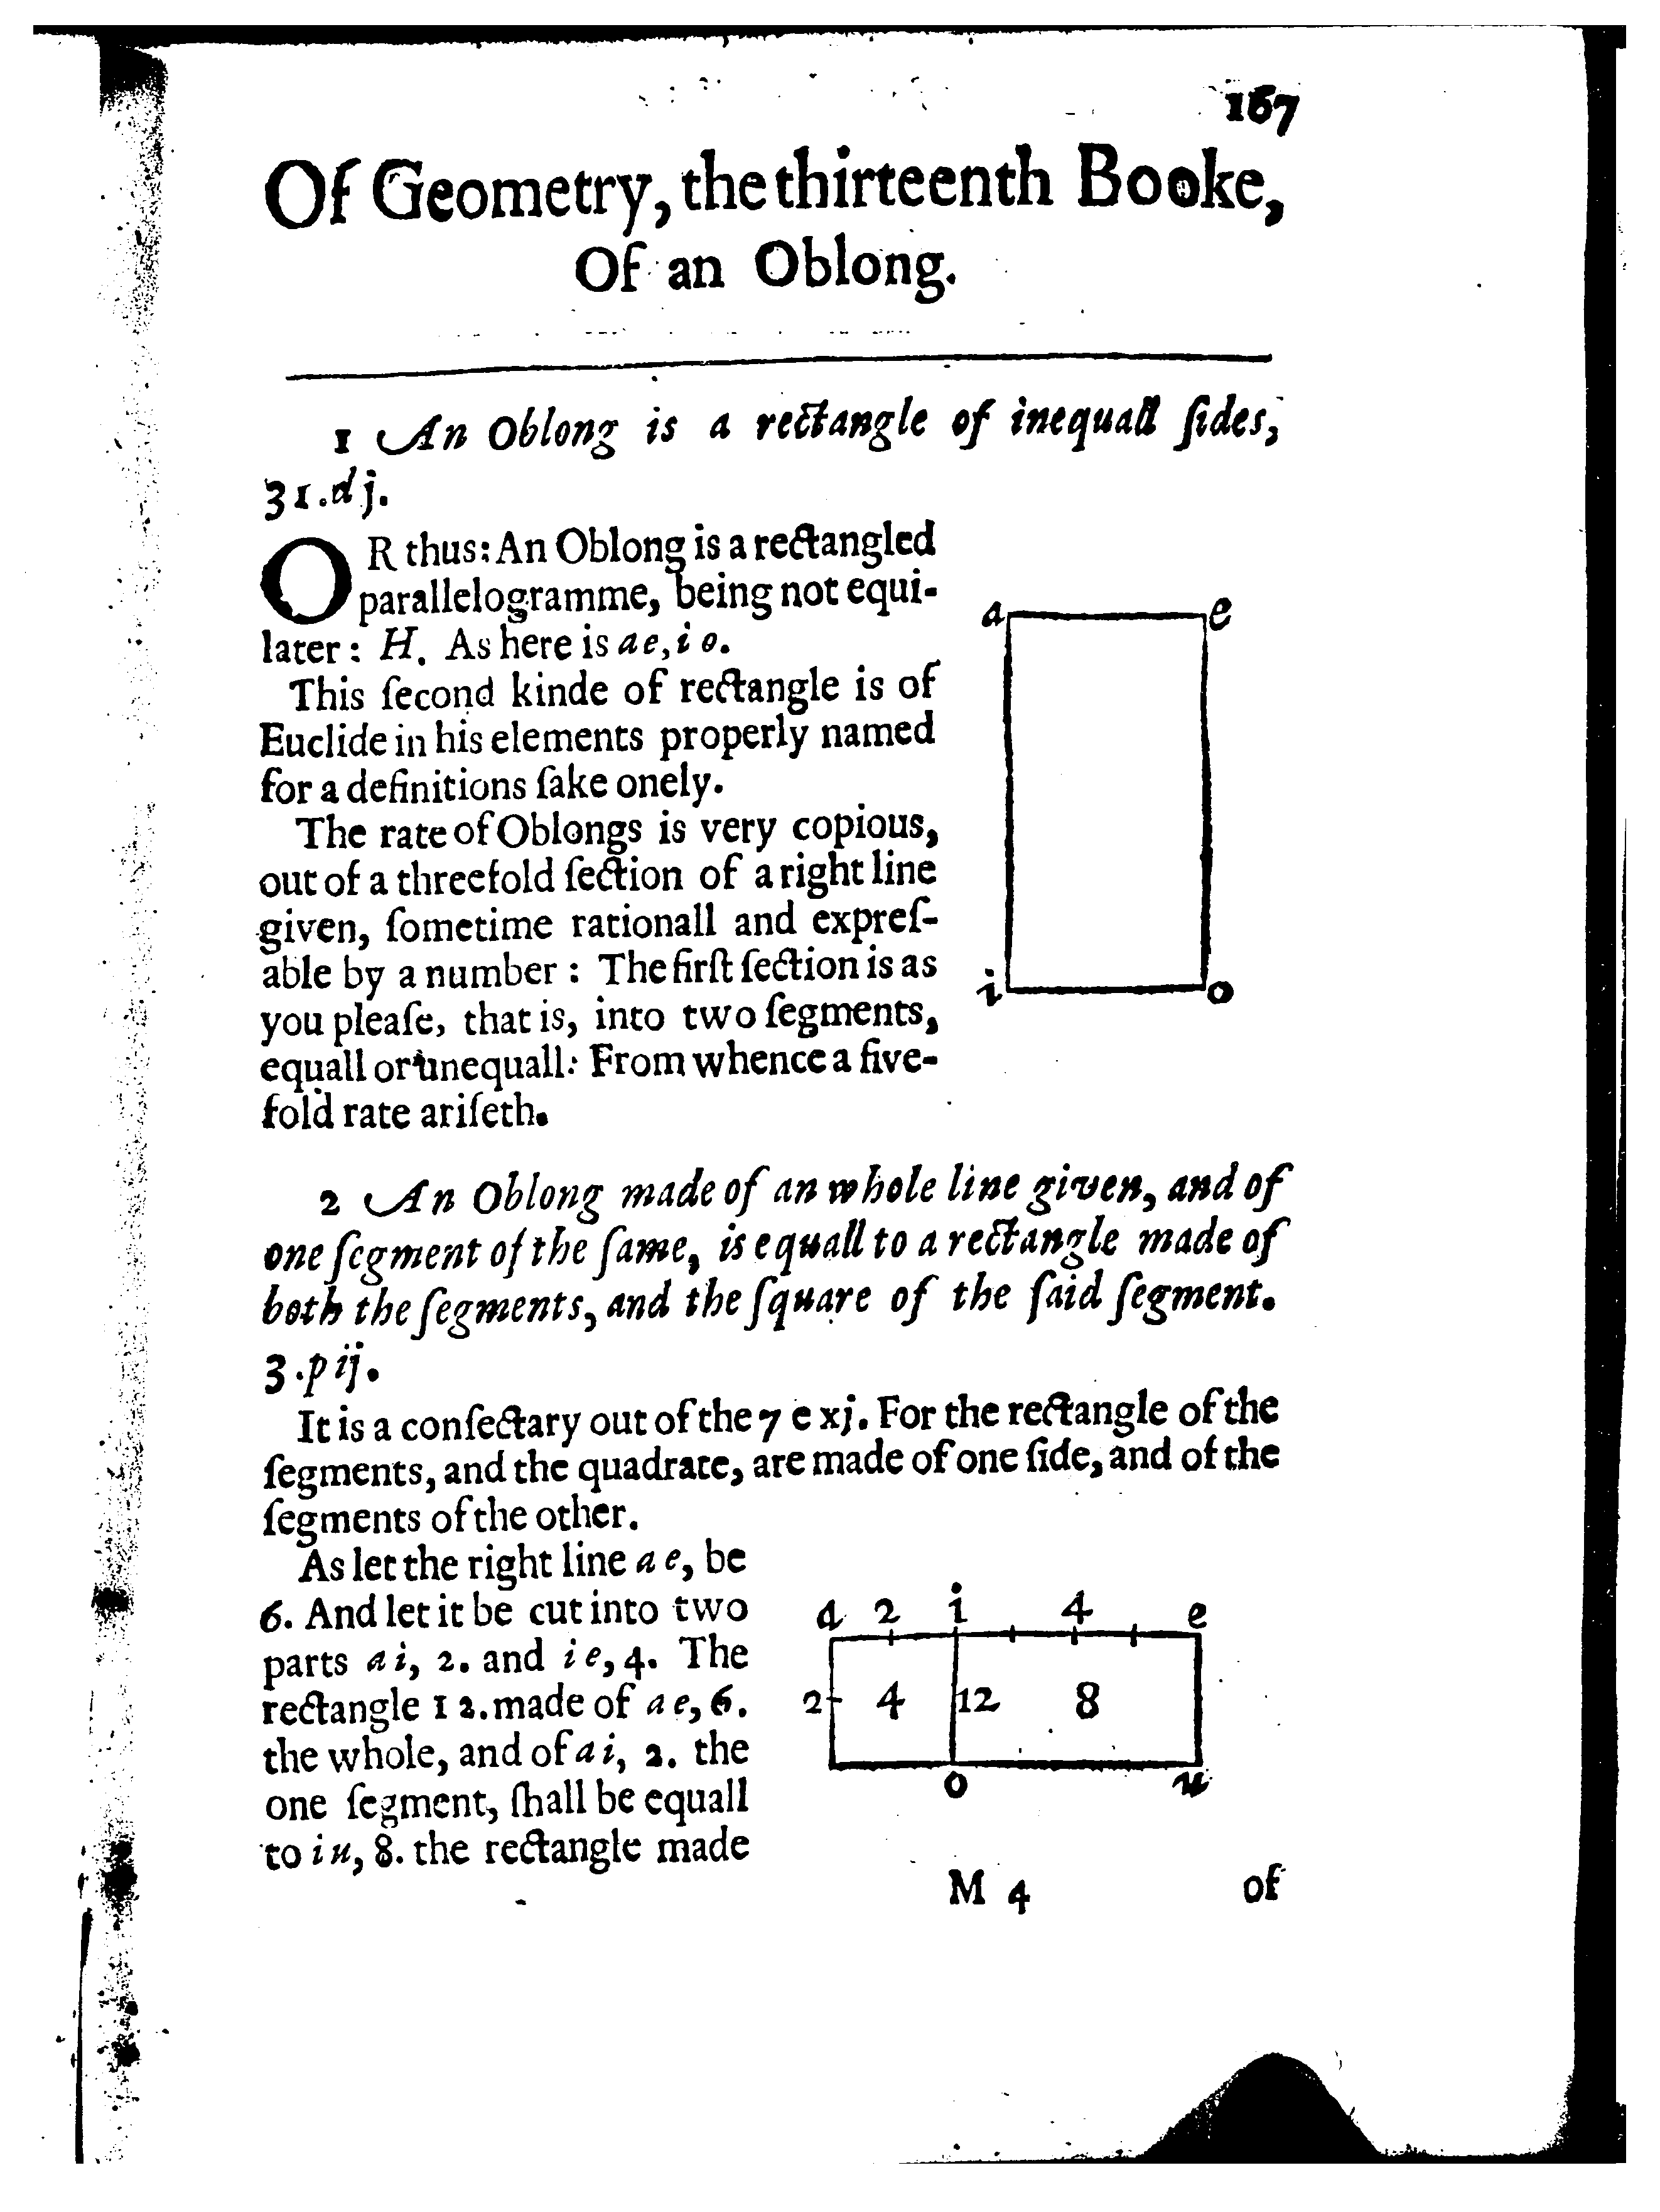 167
Of Geometry, the thirteenth Booke,
Of an Oblong.
1 An Oblong is a rectangle of inequall ſides,
31.dj.
OR thus: An Oblong is a rectangled
parallelogramme, being not equi-
later: H. As here is ae, io.
This ſecond kinde of rectangle is of
Euclide in his elements properly named
for a definitions ſake onely.
The rate of Oblongs is very copious,
out of a threefold ſection of a right line
given, ſometime rationall and expreſ-
able by a number: The firſt ſection is as
you pleaſe, that is, into two ſegments,
equall or unequall: From whence a five-
fold rate ariſeth.
a e
i o
2 An Oblong made of an whole line given, and of
one ſegment of the ſame, is equall to a rectangle made of
both the ſegments, and the ſquare of the ſaid ſegment.
3.p ij.
It is a conſectary out of the 7 e xj. For the rectangle of the
ſegments, and the quadrate, are made of one ſide, and of the
ſegments of the other.
As let the right line a e, be
6. And let it be cut into two
parts a i, 2. and i e, 4. The
rectangle 12. made of a e, 6.
the whole, and of a i, 2. the
one ſegment, ſhall be equall
to i u, 8. the rectangle made
a 2 i 4 e
2 4 12 8
o u
M 4 of